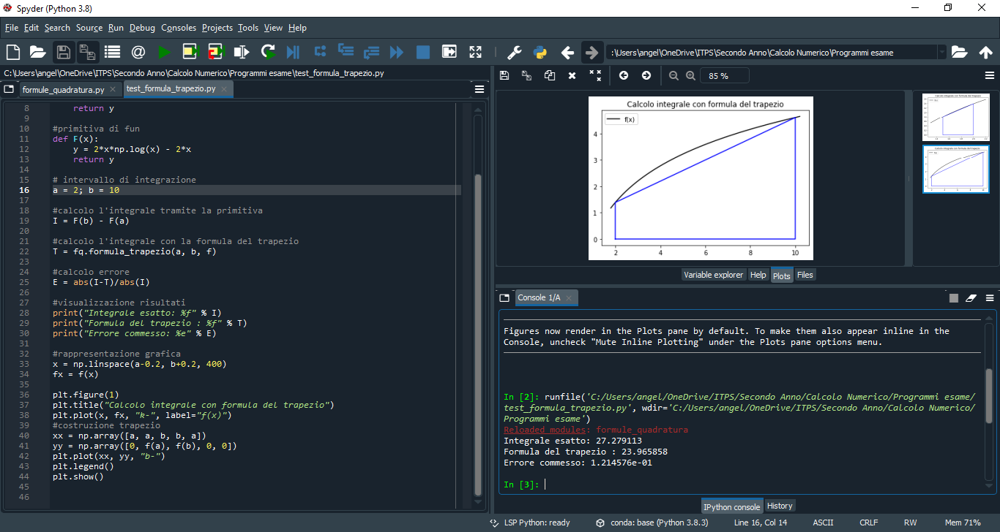 Spyder (Python 3.8)
File Edit Search Source Run Debug Consoles Projects Tools View Help
:\Users\angel\OneDrive\ITPS\Secondo Anno\Calcolo Numerico\Programmi esame
C:\Users\angel\OneDrive\ITPS\Secondo Anno\Calcolo Numerico\Programmi esame\test_formula_trapezio.py
formule_quadratura.py test_formula_trapezio.py
8 return y
9
10 #primitiva di fun
11 def F(x):
12 y = 2*x*np.log(x) - 2*x
13 return y
14
15 # intervallo di integrazione
16 a = 2; b = 10
17
18 #calcolo l'integrale tramite la primitiva
19 I = F(b) - F(a)
20
21 #calcolo l'integrale con la formula del trapezio
22 T = fq.formula_trapezio(a, b, f)
23
24 #calcolo errore
25 E = abs(I-T)/abs(I)
26
27 #visualizzazione risultati
28 print("Integrale esatto: %f" % I)
29 print("Formula del trapezio : %f" % T)
30 print("Errore commesso: %e" % E)
31
32 #rappresentazione grafica
33 x = np.linspace(a-0.2, b+0.2, 400)
34 fx = f(x)
35
36 plt.figure(1)
37 plt.title("Calcolo integrale con formula del trapezio")
38 plt.plot(x, fx, "k-", label="f(x)")
39 #costruzione trapezio
40 xx = np.array([a, a, b, b, a])
41 yy = np.array([0, f(a), f(b), 0, 0])
42 plt.plot(xx, yy, "b-")
43 plt.legend()
44 plt.show()
45
46
85 %
Calcolo integrale con formula del trapezio
f(x)
4
3
2
1
0
2 4 6 8 10
Variable explorer Help Plots Files
Console 1/A
Figures now render in the Plots pane by default. To make them also appear inline in the
Console, uncheck "Mute Inline Plotting" under the Plots pane options menu.
In [2]: runfile('C:/Users/angel/OneDrive/ITPS/Secondo Anno/Calcolo Numerico/Programmi esame/
test_formula_trapezio.py', wdir='C:/Users/angel/OneDrive/ITPS/Secondo Anno/Calcolo Numerico/
Programmi esame')
Reloaded modules: formule_quadratura
Integrale esatto: 27.279113
Formula del trapezio : 23.965858
Errore commesso: 1.214576e-01
In [3]:
IPython console History
LSP Python: ready conda: base (Python 3.8.3) Line 16, Col 14 ASCII CRLF RW Mem 71%